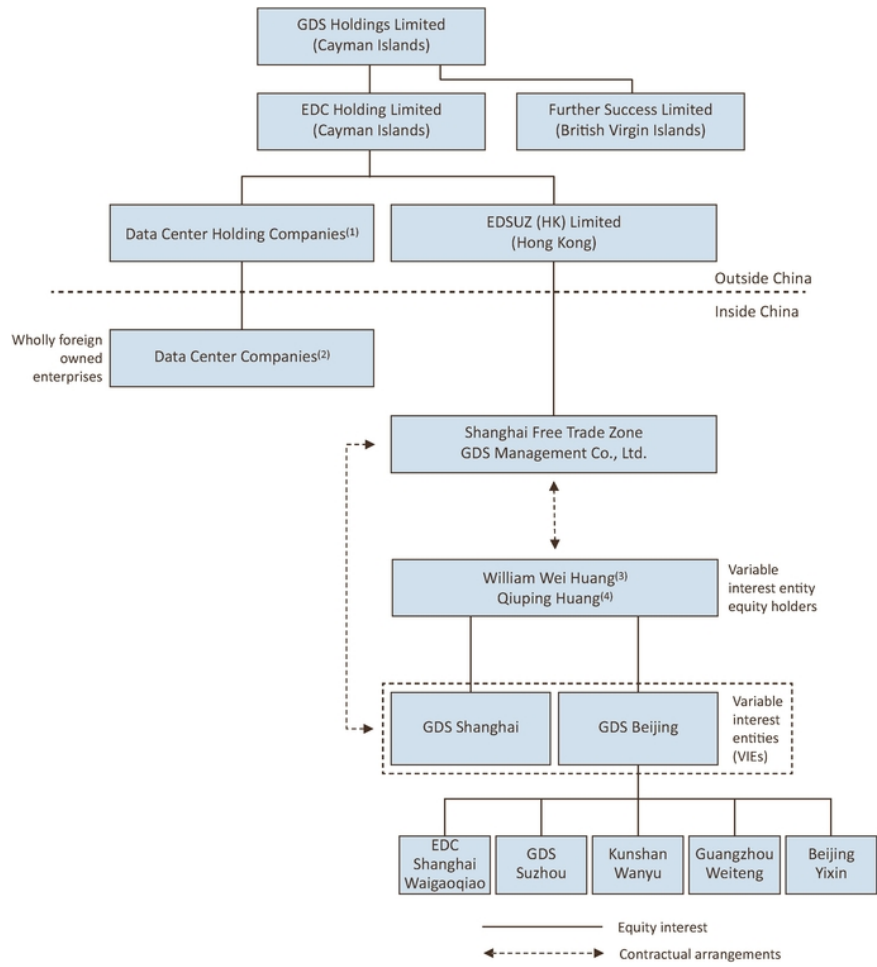 GDS Holdings Limited
(Cayman Islands)
EDC Holding Limited
(Cayman Islands)
Further Success Limited
(British Virgin Islands)
Data Center Holding Companies(1)
EDSUZ (HK) Limited
(Hong Kong)
Outside China
Inside China
Wholly foreign
owned
enterprises
Data Center Companies(2)
Shanghai Free Trade Zone
GDS Management Co., Ltd.
William Wei Huang(3)
Qiuping Huang(4)
Variable
interest entity
equity holders
GDS Shanghai
GDS Beijing
Variable
interest
entities
(VIEs)
EDC
Shanghai
Waigaoqiao
GDS
Suzhou
Kunshan
Wanyu
Guangzhou
Weiteng
Beijing
Yixin
Equity interest
Contractual arrangements